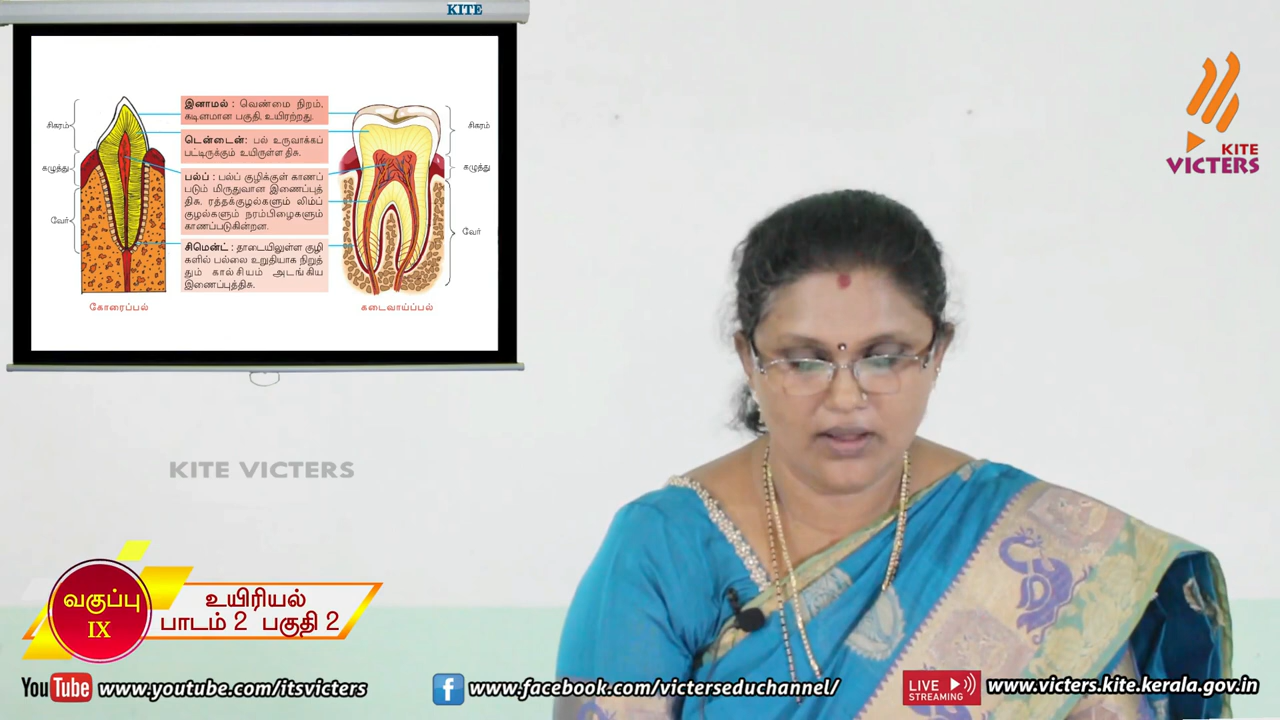 KITE
இனாமல் : வெண்மை நிறம்,
கடினமான பகுதி, உயிரற்றது.
டென்டைன்: பல் உருவாக்கப்
பட்டிருக்கும் உயிருள்ள திசு.
பல்ப் : பல்ப் குழிக்குள் காணப்
படும் மிருதுவான இணைப்புத்
திசு. ரத்தக்குழல்களும் லிம்ப்
குழல்களும் நரம்பிழைகளும்
காணப்படுகின்றன.
சிமென்ட் : தாடையிலுள்ள குழி
களில் பல்லை உறுதியாக நிறுத்
தும் கால்சியம் அடங்கிய
இணைப்புத்திசு.
சிகரம்
கழுத்து
வேர்
சிகரம்
கழுத்து
வேர்
கோரைப்பல்
கடைவாய்ப்பல்
KITE
VICTERS
KITE VICTERS
வகுப்பு
IX
உயிரியல்
பாடம் 2 பகுதி 2
YouTube www.youtube.com/itsvicters
f www.facebook.com/victerseduchannel/
LIVE
STREAMING
www.victers.kite.kerala.gov.in